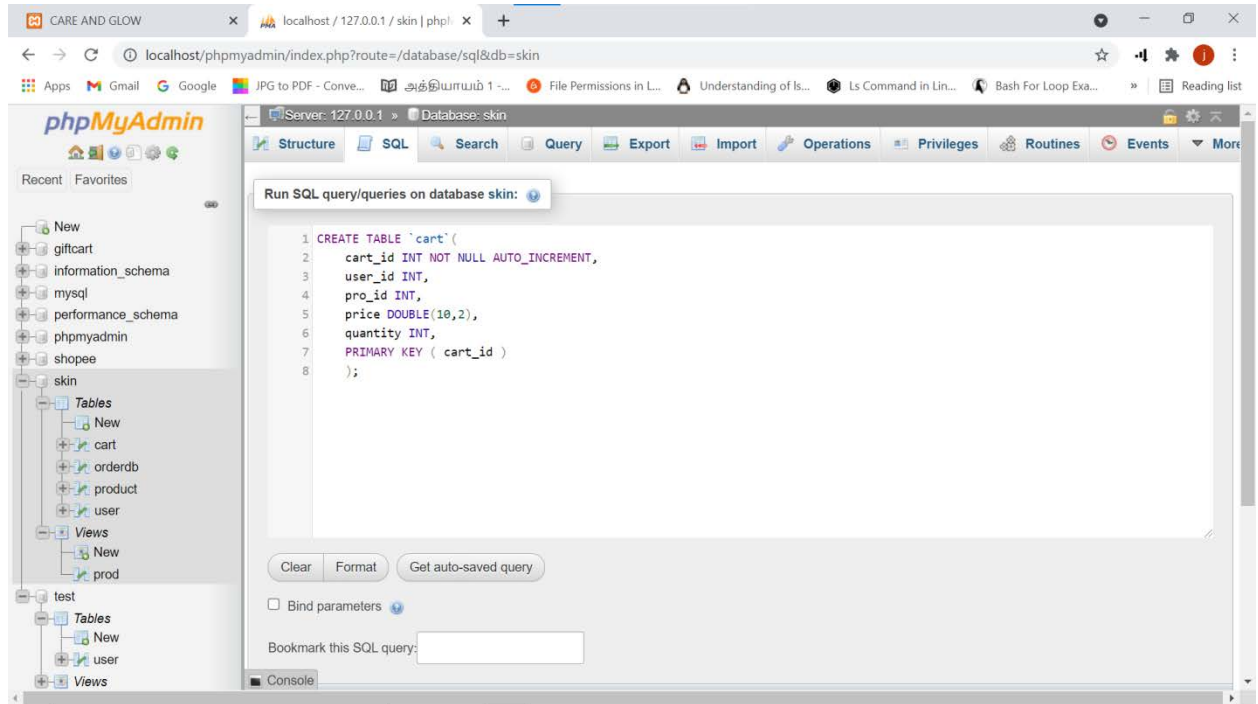 CARE AND GLOW
localhost / 127.0.0.1 / skin | phpM
localhost/phpmyadmin/index.php?route=/database/sql&db=skin
Apps Gmail Google JPG to PDF - Conve... அத்தியாயம் 1 -... File Permissions in L... Understanding of ls... Ls Command in Lin... Bash For Loop Exa... » Reading list
phpMyAdmin
Recent Favorites
New
giftcart
information_schema
mysql
performance_schema
phpmyadmin
shopee
skin
Tables
New
cart
orderdb
product
user
Views
New
prod
test
Tables
New
user
Views
Server: 127.0.0.1 » Database: skin
Structure SQL Search Query Export Import Operations Privileges Routines Events More
Run SQL query/queries on database skin:
1 CREATE TABLE `cart`(
2 cart_id INT NOT NULL AUTO_INCREMENT,
3 user_id INT,
4 pro_id INT,
5 price DOUBLE(10,2),
6 quantity INT,
7 PRIMARY KEY ( cart_id )
8 );
Clear Format Get auto-saved query
Bind parameters
Bookmark this SQL query:
Console